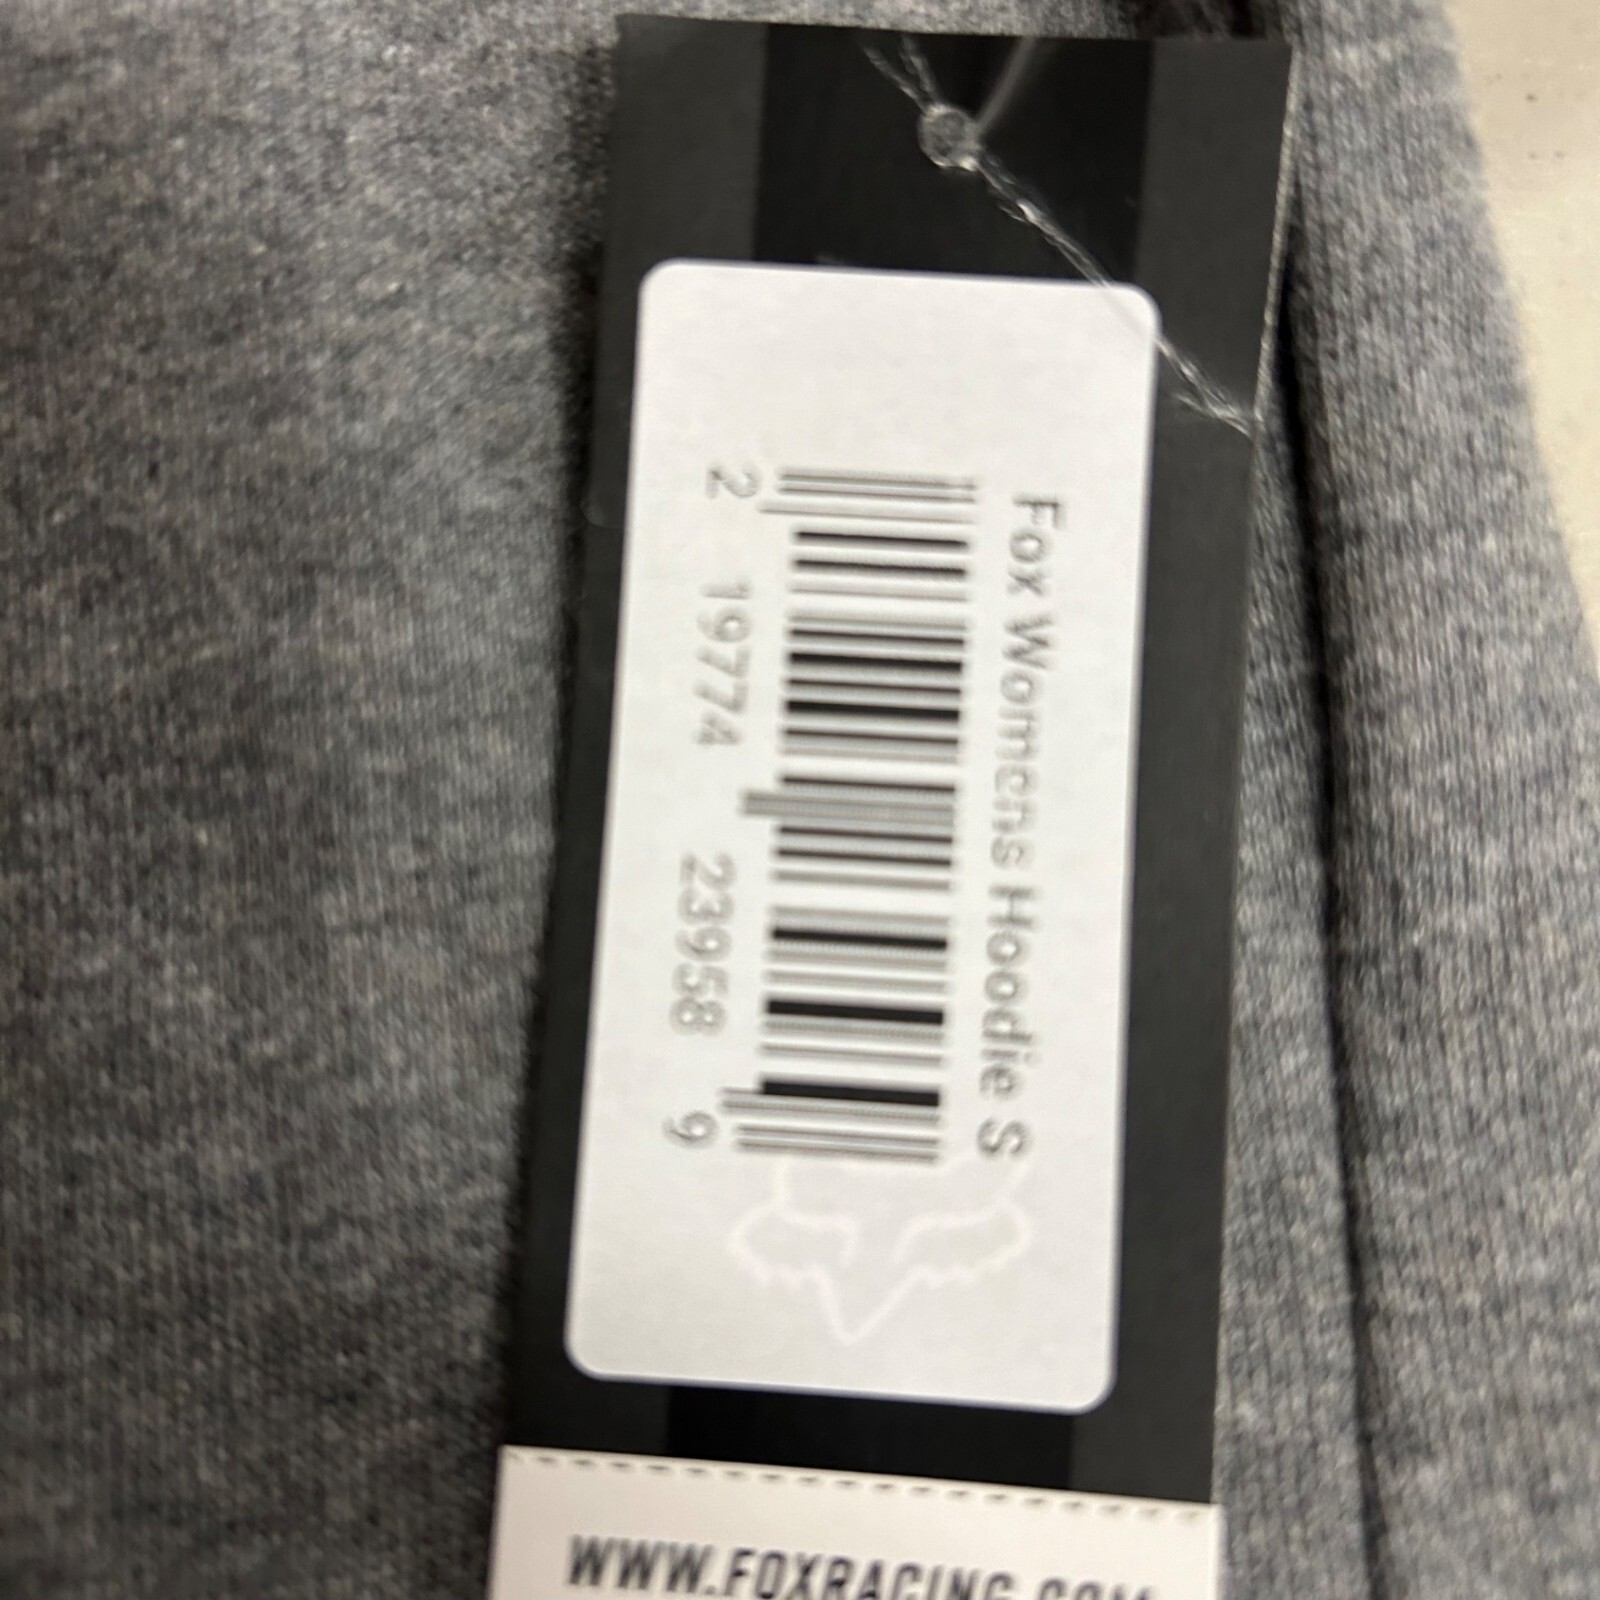 Fox Womens Hoodie S
2 19774 23958 9
WWW.FOXRACING.COM